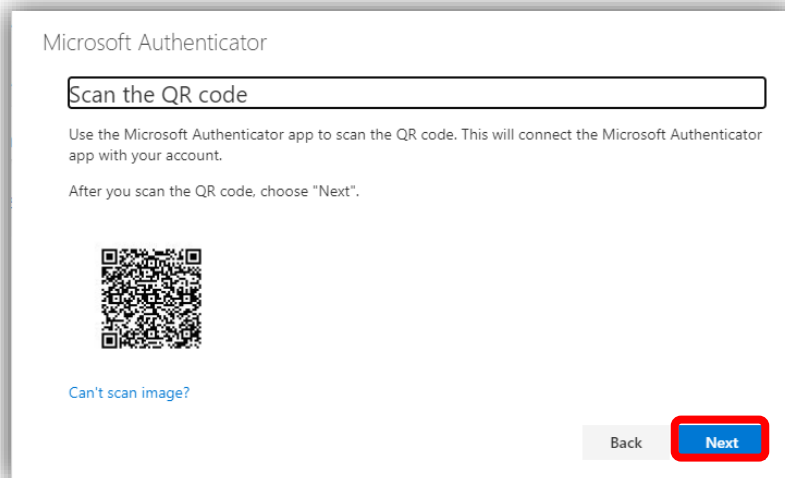 Microsoft Authenticator
Scan the QR code
Use the Microsoft Authenticator app to scan the QR code. This will connect the Microsoft Authenticator
app with your account.
After you scan the QR code, choose "Next".
Can't scan image?
Back
Next